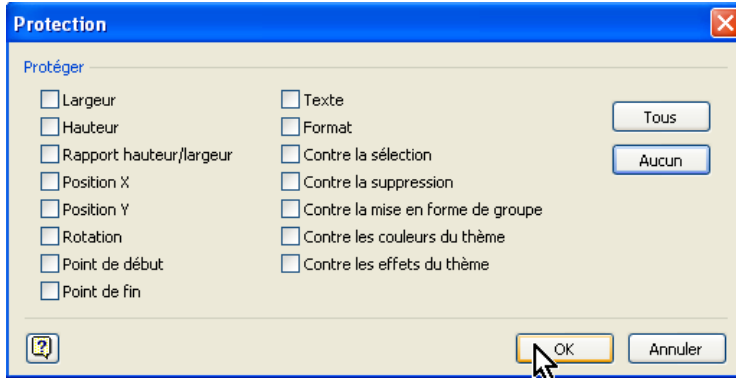 Protection
Protéger
Largeur
Hauteur
Rapport hauteur/largeur
Position X
Position Y
Rotation
Point de début
Point de fin
Texte
Format
Contre la sélection
Contre la suppression
Contre la mise en forme de groupe
Contre les couleurs du thème
Contre les effets du thème
Tous
Aucun
?
OK
Annuler